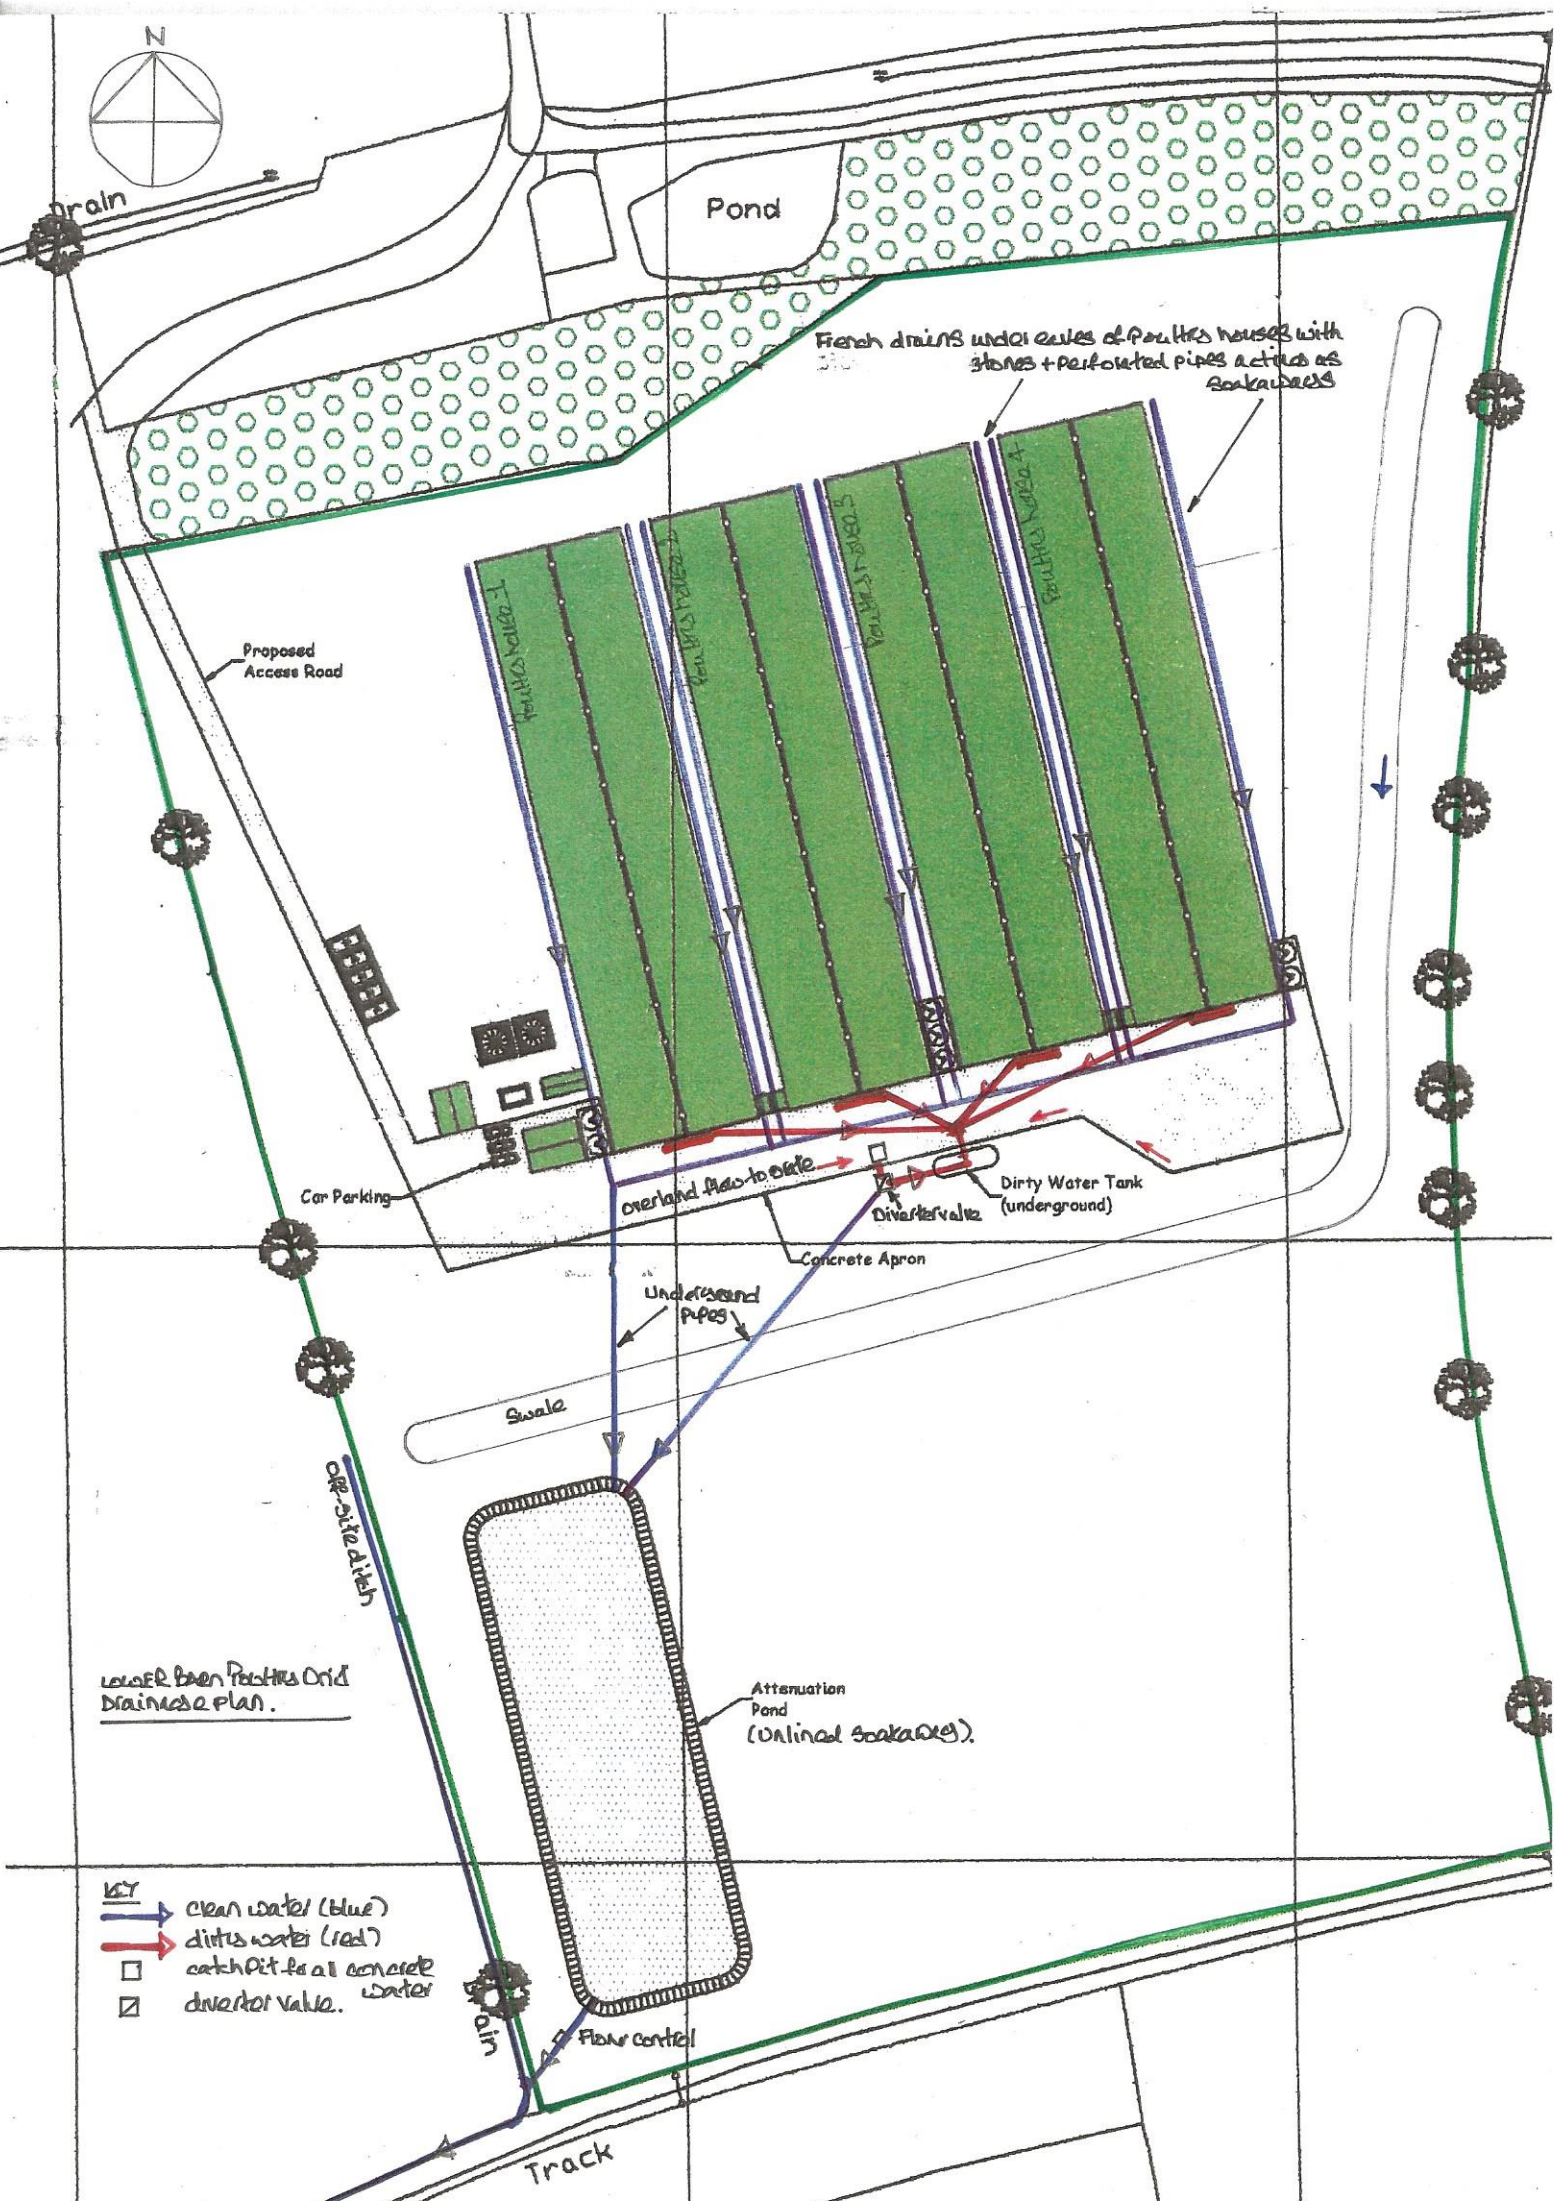 N
Drain
Pond
French drains under eaves of Poultry houses with
stones + perforated pipes acting as
soakaways
Poultry house 1
Poultry house 2
Poultry house 3
Poultry house 4
Proposed
Access Road
Car Parking
overland flow to gate
Diverter valve
Dirty Water Tank
(underground)
Concrete Apron
Underground
pipes
Swale
off-site ditch
LOWER Barn Poultry Unit
Drainage plan.
Attenuation
Pond
(unlined soakaway).
KEY
clean water (blue)
dirty water (red)
catchpit for all concrete
water
diverter valve.
Drain
Flow control
Track